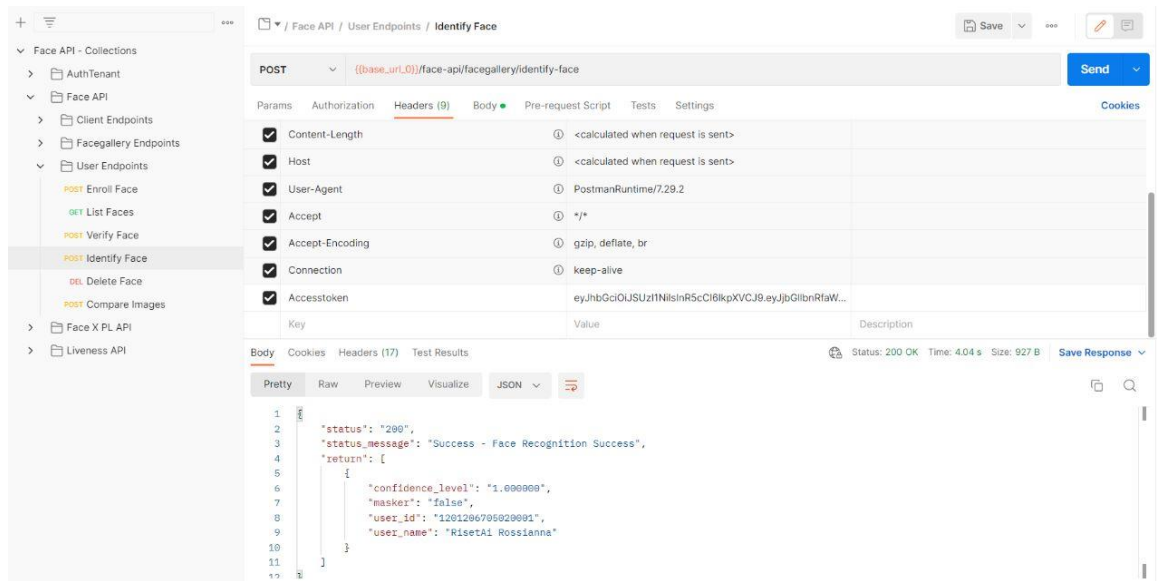 / Face API / User Endpoints / Identify Face
Save
Face API - Collections
AuthTenant
Face API
Client Endpoints
Facegallery Endpoints
User Endpoints
POST Enroll Face
GET List Faces
POST Verify Face
POST Identify Face
DEL Delete Face
POST Compare Images
Face X PL API
Liveness API
POST {{base_url_0}}/face-api/facegallery/identify-face
Send
Params Authorization Headers (9) Body Pre-request Script Tests Settings Cookies
Content-Length <calculated when request is sent>
Host <calculated when request is sent>
User-Agent PostmanRuntime/7.29.2
Accept */*
Accept-Encoding gzip, deflate, br
Connection keep-alive
Accesstoken
Key Value Description
Body Cookies Headers (17) Test Results Status: 200 OK Time: 4.04 s Size: 927 B Save Response
Pretty Raw Preview Visualize JSON
1 {
2 "status": "200",
3 "status_message": "Success - Face Recognition Success",
4 "return": [
5 {
6 "confidence_level": "1.000000",
7 "masker": "false",
8 "user_id": "1201206705020001",
9 "user_name": "RisetAi Rossianna"
10 }
11 ]
12 }